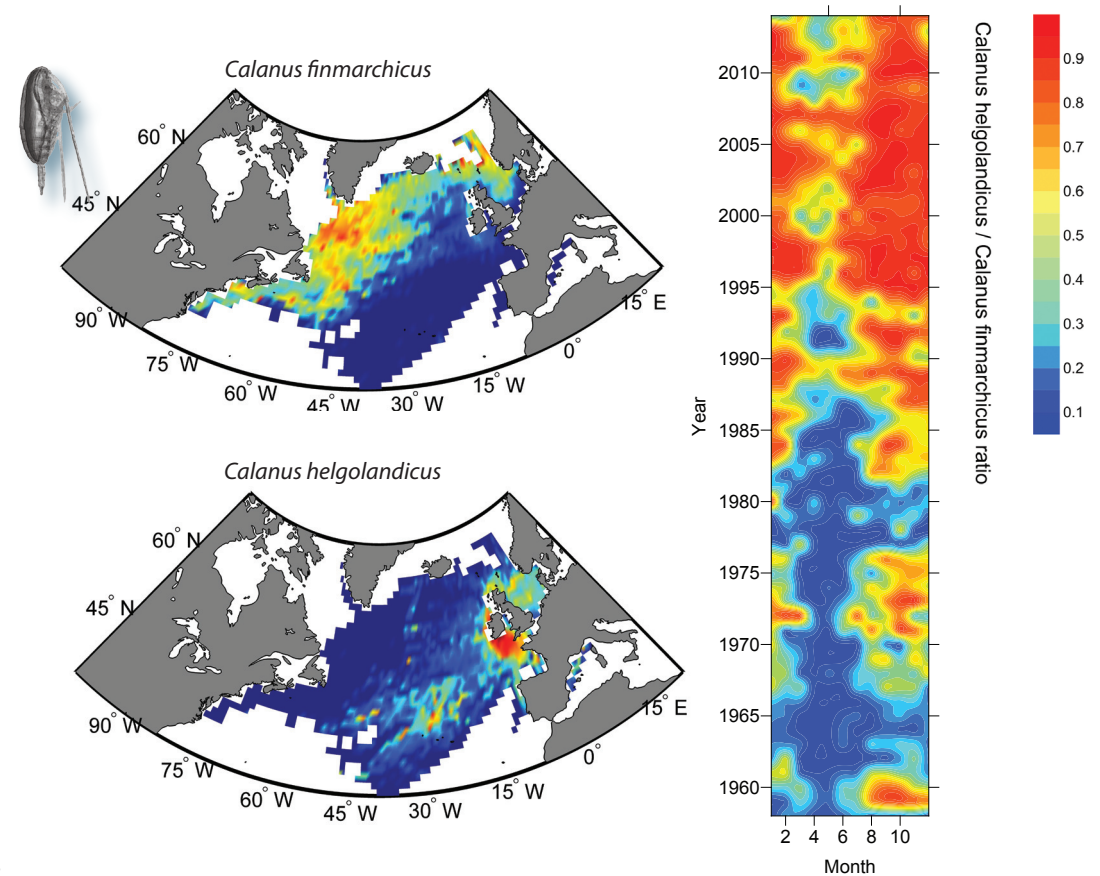 Calanus finmarchicus
60° N
45° N
90° W
75° W
60° W
45° W
30° W
15° W
0°
15° E
Calanus helgolandicus
60° N
45° N
90° W
75° W
60° W
45° W
30° W
15° W
0°
15° E
Year
2010
2005
2000
1995
1990
1985
1980
1975
1970
1965
1960
2 4 6 8 10
Month
Calanus helgolandicus / Calanus finmarchicus ratio
0.9
0.8
0.7
0.6
0.5
0.4
0.3
0.2
0.1